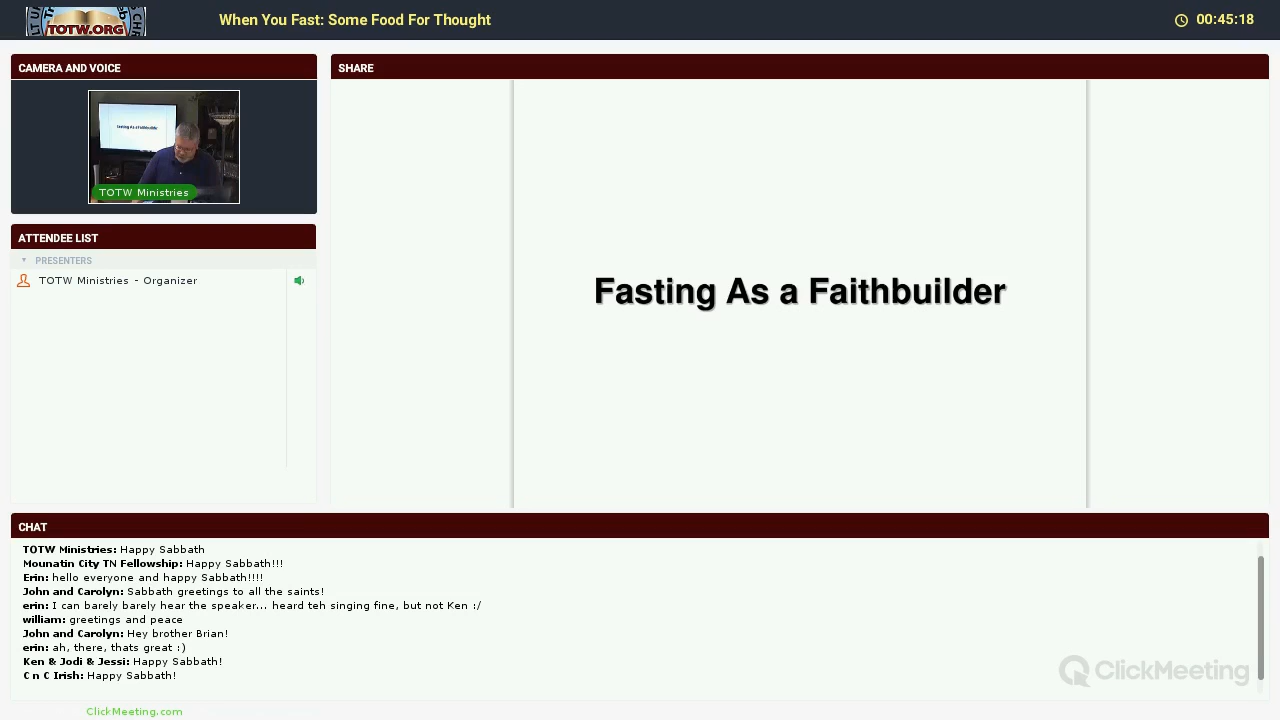 TOTW.ORG
When You Fast: Some Food For Thought
00:45:18
CAMERA AND VOICE
Fasting As a Faithbuilder
TOTW Ministries
SHARE
Fasting As a Faithbuilder
ATTENDEE LIST
PRESENTERS
TOTW Ministries - Organizer
CHAT
TOTW Ministries: Happy Sabbath
Mounatin City TN Fellowship: Happy Sabbath!!!
Erin: hello everyone and happy Sabbath!!!!
John and Carolyn: Sabbath greetings to all the saints!
erin: I can barely barely hear the speaker... heard teh singing fine, but not Ken :/
william: greetings and peace
John and Carolyn: Hey brother Brian!
erin: ah, there, thats great :)
Ken & Jodi & Jessi: Happy Sabbath!
C n C Irish: Happy Sabbath!
ClickMeeting
ClickMeeting.com